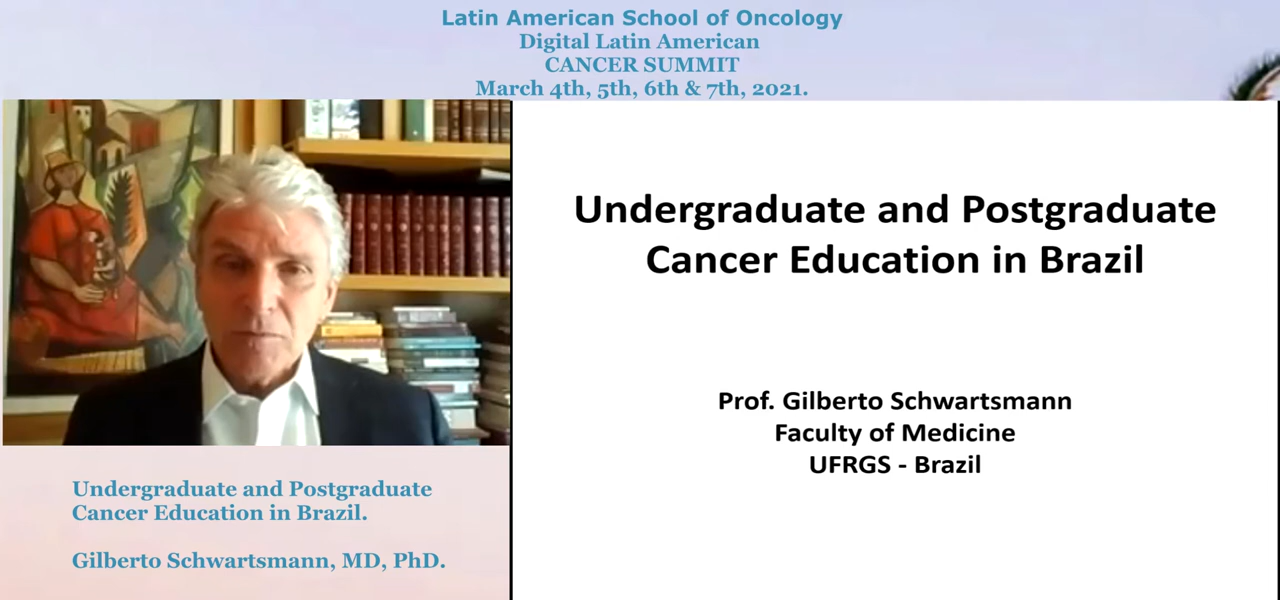 Latin American School of Oncology
Digital Latin American
CANCER SUMMIT
March 4th, 5th, 6th & 7th, 2021.
Undergraduate and Postgraduate
Cancer Education in Brazil
Prof. Gilberto Schwartsmann
Faculty of Medicine
UFRGS - Brazil
Undergraduate and Postgraduate
Cancer Education in Brazil.
Gilberto Schwartsmann, MD, PhD.